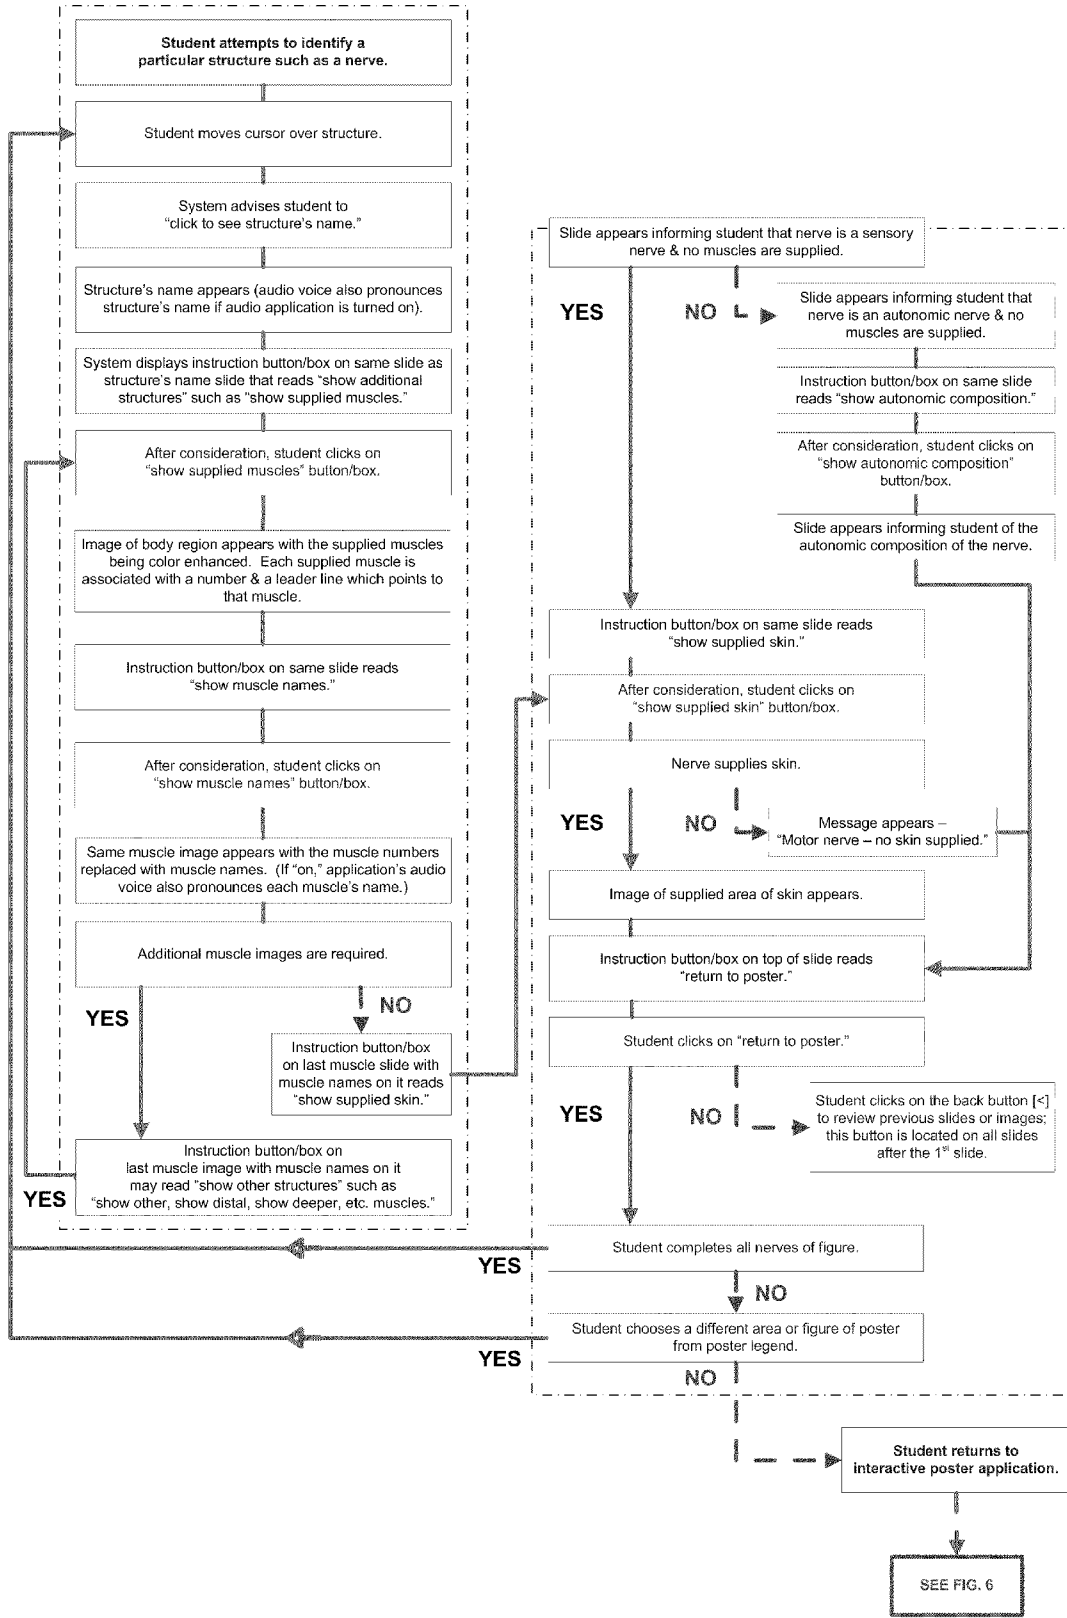 Student attempts to identify a
particular structure such as a nerve.
Student moves cursor over structure.
System advises student to
“click to see structure’s name.”
Structure’s name appears (audio voice also pronounces
structure’s name if audio application is turned on).
System displays instruction button/box on same slide as
structure’s name slide that reads “show additional
structures” such as “show supplied muscles.”
After consideration, student clicks on
“show supplied muscles” button/box.
Image of body region appears with the supplied muscles
being color enhanced.  Each supplied muscle is
associated with a number & a leader line which points to
that muscle.
Instruction button/box on same slide reads
“show muscle names.”
After consideration, student clicks on
“show muscle names” button/box.
Same muscle image appears with the muscle numbers
replaced with muscle names.  (If “on,” application’s audio
voice also pronounces each muscle’s name.)
Additional muscle images are required.
YES
NO
Instruction button/box
on last muscle slide with
muscle names on it reads
“show supplied skin.”
Instruction button/box on
last muscle image with muscle names on it
may read “show other structures” such as
“show other, show distal, show deeper, etc. muscles.”
YES
Slide appears informing student that nerve is a sensory
nerve & no muscles are supplied.
YES
NO
Slide appears informing student that
nerve is an autonomic nerve & no
muscles are supplied.
Instruction button/box on same slide
reads “show autonomic composition.”
After consideration, student clicks on
“show autonomic composition”
button/box.
Slide appears informing student of the
autonomic composition of the nerve.
Instruction button/box on same slide reads
“show supplied skin.”
After consideration, student clicks on
“show supplied skin” button/box.
Nerve supplies skin.
YES
NO
Message appears –
“Motor nerve – no skin supplied.”
Image of supplied area of skin appears.
Instruction button/box on top of slide reads
“return to poster.”
Student clicks on “return to poster.”
YES
NO
Student clicks on the back button [<]
to review previous slides or images;
this button is located on all slides
after the 1st slide.
Student completes all nerves of figure.
YES
NO
Student chooses a different area or figure of poster
from poster legend.
YES
NO
Student returns to
interactive poster application.
SEE FIG. 6